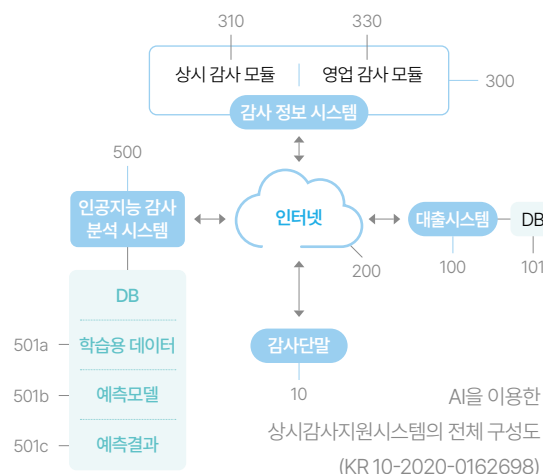 310
330
상시 감사 모듈
영업 감사 모듈
300
감사 정보 시스템
500
인공지능 감사
분석 시스템
인터넷
대출시스템
DB
200
100
101
DB
501a
학습용 데이터
감사단말
501b
예측모델
10
AI을 이용한
501c
예측결과
상시감사지원시스템의 전체 구성도
(KR 10-2020-0162698)